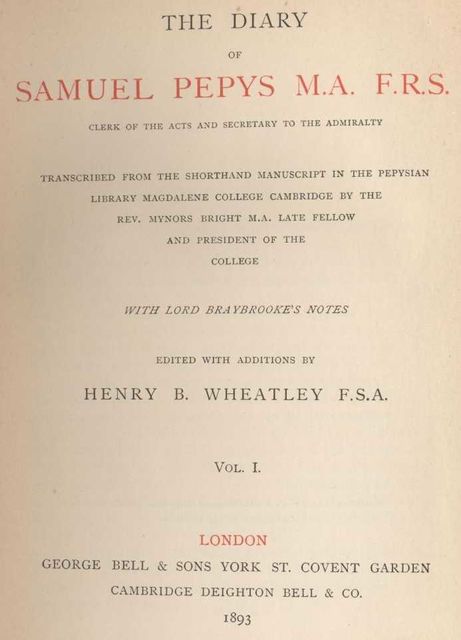 THE DIARY
OF
SAMUEL PEPYS M.A. F.R.S.
CLERK OF THE ACTS AND SECRETARY TO THE ADMIRALTY
TRANSCRIBED FROM THE SHORTHAND MANUSCRIPT IN THE PEPYSIAN
LIBRARY MAGDALENE COLLEGE CAMBRIDGE BY THE
REV. MYNORS BRIGHT M.A. LATE FELLOW
AND PRESIDENT OF THE
COLLEGE
WITH LORD BRAYBROOKE'S NOTES
EDITED WITH ADDITIONS BY
HENRY B. WHEATLEY F.S.A.
VOL. I.
LONDON
GEORGE BELL & SONS YORK ST. COVENT GARDEN
CAMBRIDGE DEIGHTON BELL & CO.
1893